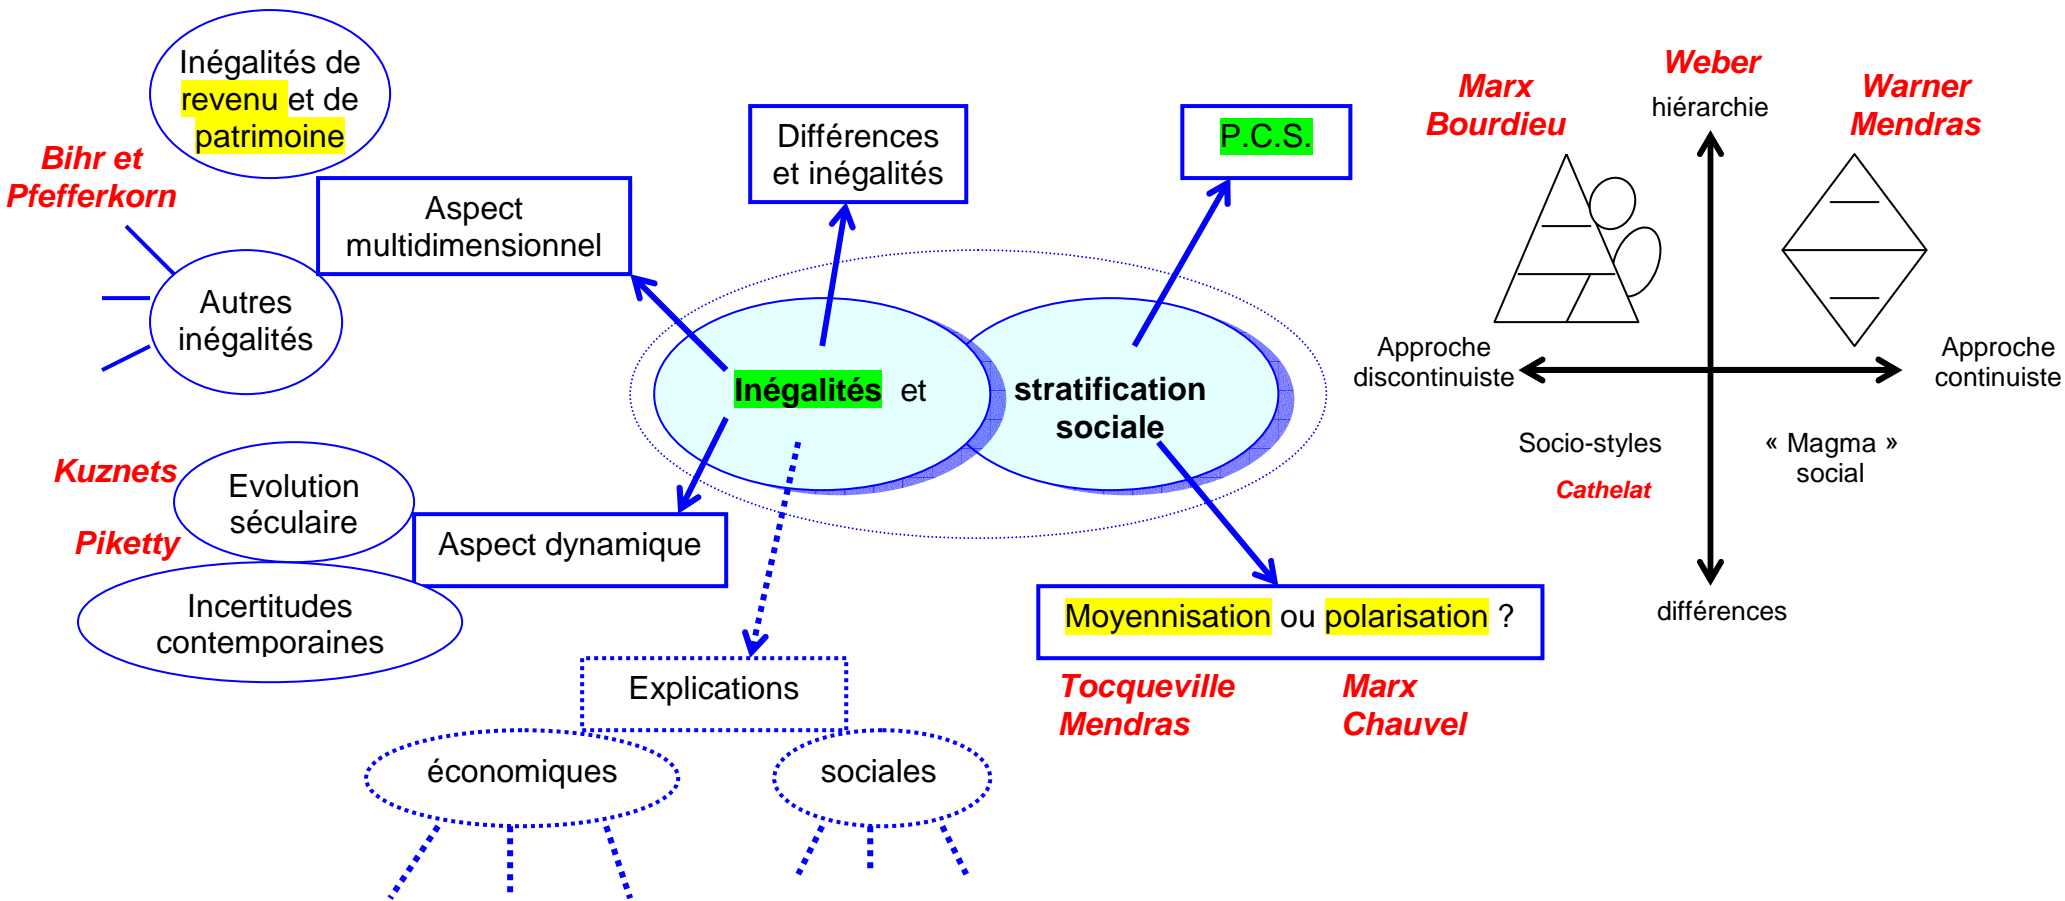 Inégalités de
revenu et de
patrimoine
Bihr et
Pfefferkorn
Aspect
multidimensionnel
Autres
inégalités
Différences
et inégalités
P.C.S.
Inégalités et
stratification
sociale
Kuznets
Piketty
Evolution
séculaire
Aspect dynamique
Incertitudes
contemporaines
Explications
économiques
sociales
Moyennisation ou polarisation ?
Tocqueville
Mendras
Marx
Chauvel
Marx
Bourdieu
Weber
hiérarchie
Warner
Mendras
Approche
discontinuiste
Approche
continuiste
Socio-styles
Cathelat
« Magma »
social
différences